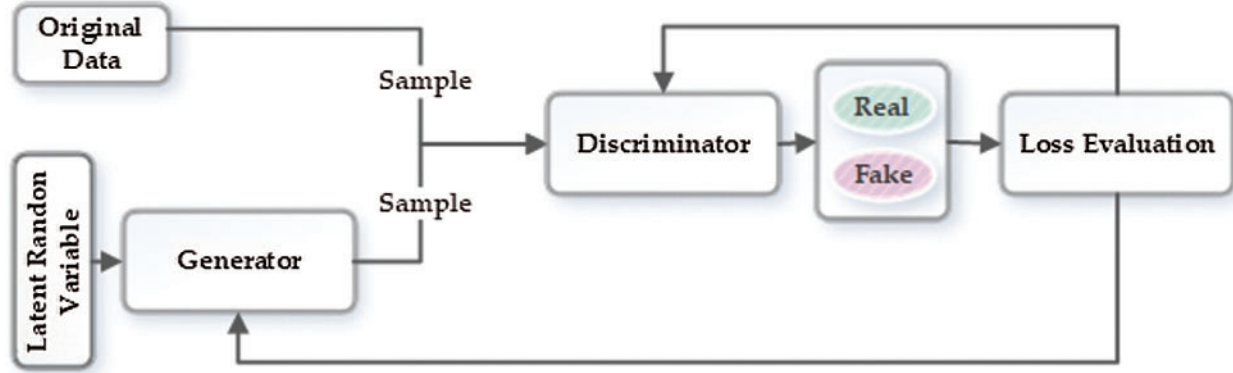 Original
Data
Sample
Discriminator
Real
Fake
Loss Evaluation
Sample
Latent Randon
Variable
Generator